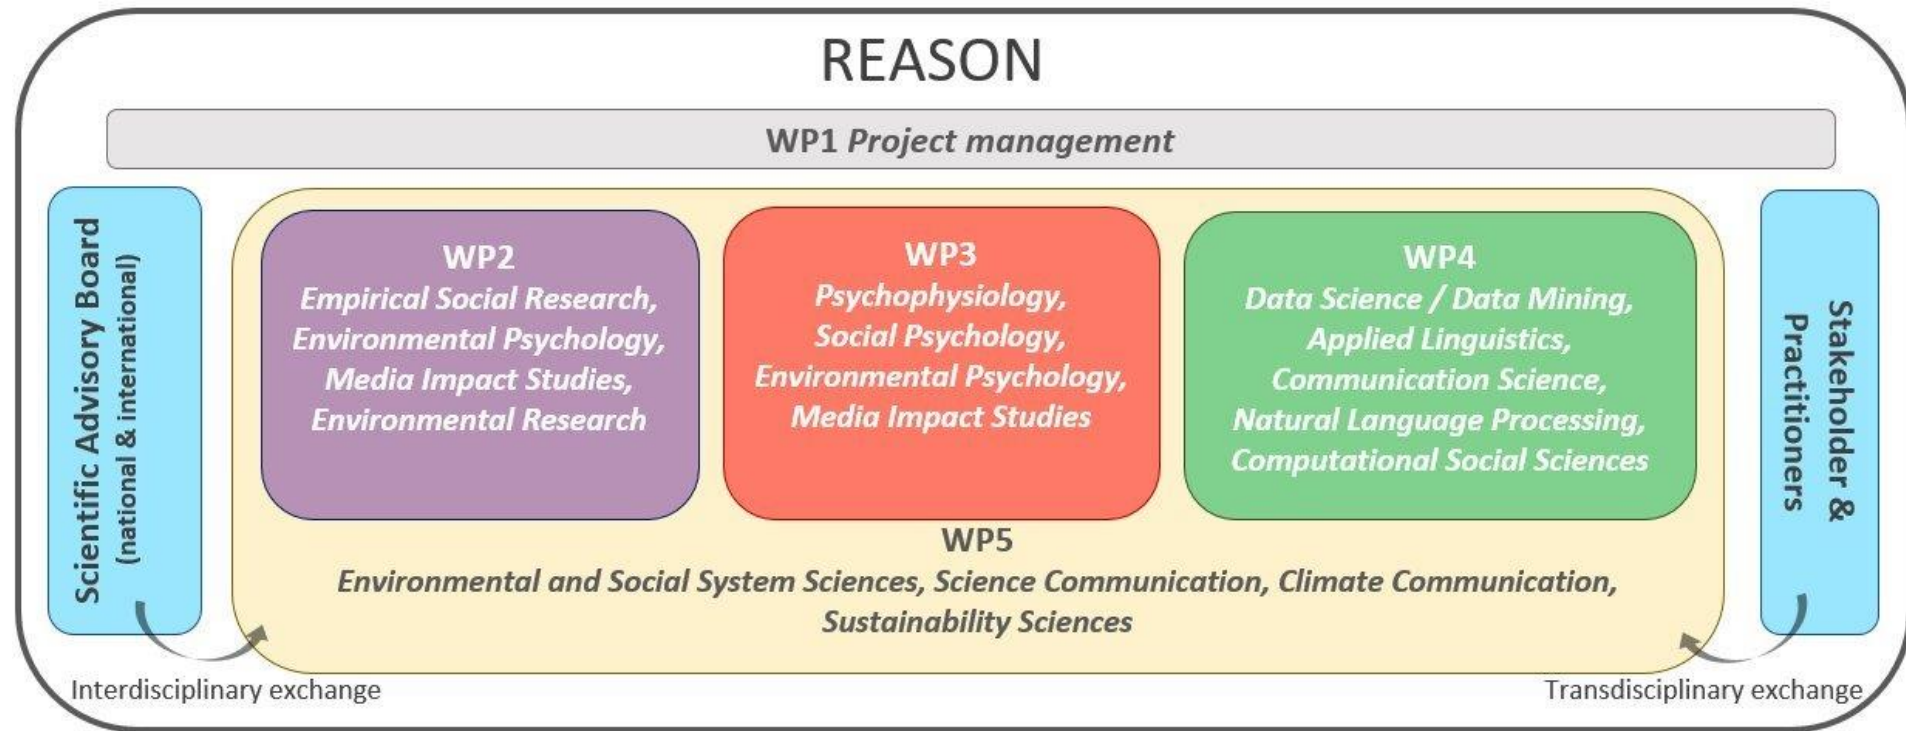 REASON
WP1 Project management
Scientific Advisory Board
(national & international)
WP2
Empirical Social Research,
Environmental Psychology,
Media Impact Studies,
Environmental Research
WP3
Psychophysiology,
Social Psychology,
Environmental Psychology,
Media Impact Studies
WP4
Data Science / Data Mining,
Applied Linguistics,
Communication Science,
Natural Language Processing,
Computational Social Sciences
Stakeholder &
Practitioners
WP5
Environmental and Social System Sciences, Science Communication, Climate Communication,
Sustainability Sciences
Interdisciplinary exchange
Transdisciplinary exchange